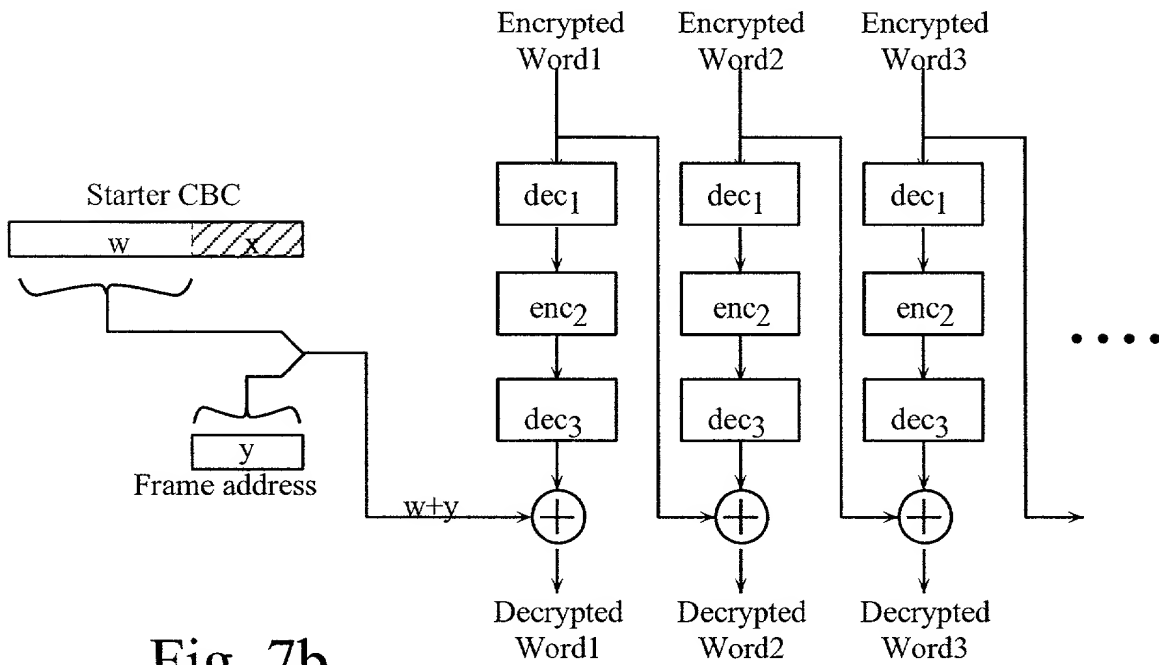 Encrypted
Word1
Encrypted
Word2
Encrypted
Word3
Starter CBC
w
x
dec1
dec1
dec1
enc2
enc2
enc2
dec3
dec3
dec3
y
Frame address
w+y
Decrypted
Word1
Decrypted
Word2
Decrypted
Word3
Fig. 7b